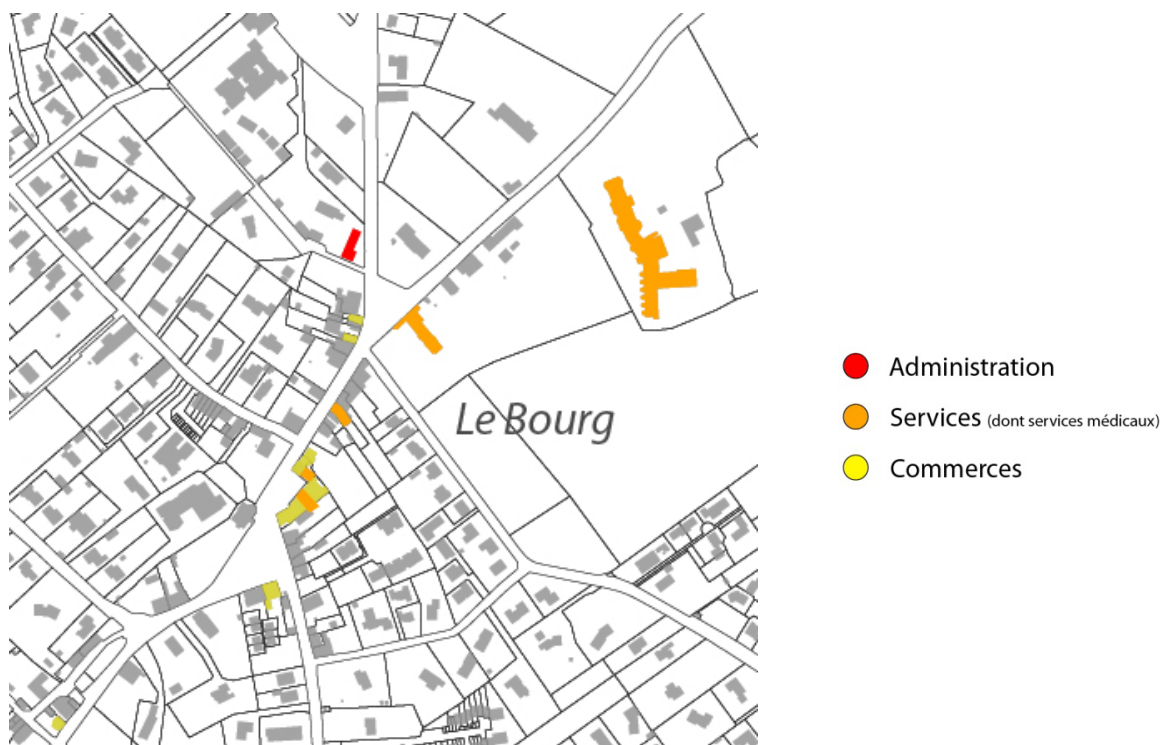 Le Bourg
Administration
Services (dont services médicaux)
Commerces